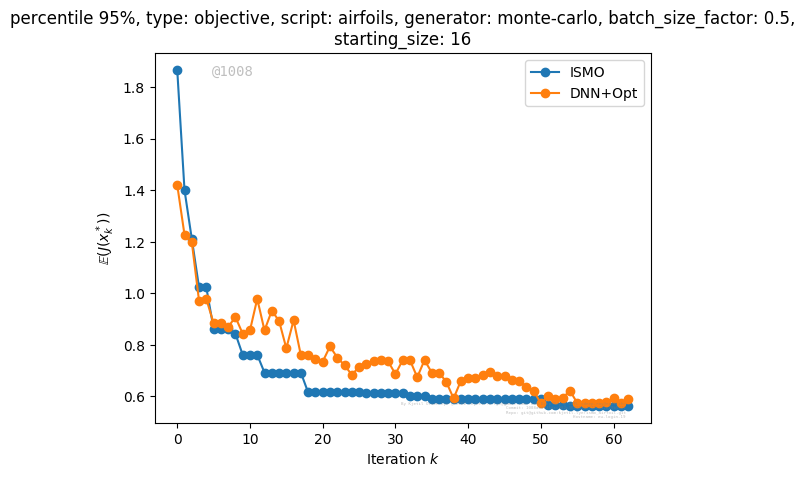 percentile 95%, type: objective, script: airfoils, generator: monte-carlo, batch_size_factor: 0.5,
starting_size: 16
@1008
ISMO
DNN+Opt
1.8
1.6
1.4
1.2
1.0
0.8
0.6
𝔼(J(x_k^*))
0 10 20 30 40 50 60
Iteration k